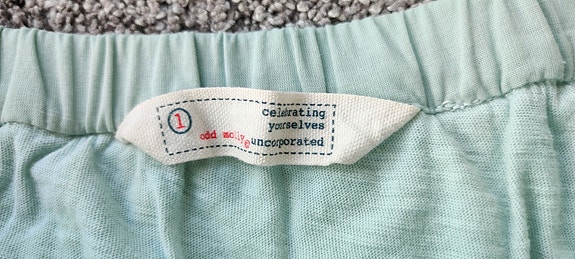 1
celebrating
yourselves
odd molly® uncorporated